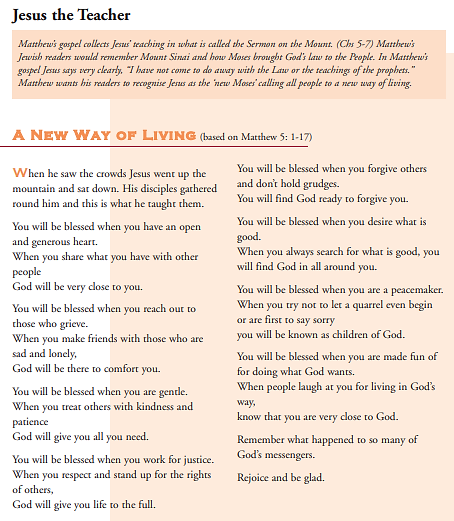 Jesus the Teacher
Matthew's gospel collects Jesus' teaching in what is called the Sermon on the Mount. (Chs 5-7) Matthew's
Jewish readers would remember Mount Sinai and how Moses brought God's law to the People. In Matthew's
gospel Jesus says very clearly, "I have not come to do away with the Law or the teachings of the prophets."
Matthew wants his readers to recognise Jesus as the 'new Moses' calling all people to a new way of living.
A New Way of Living (based on Matthew 5: 1-17)
When he saw the crowds Jesus went up the
mountain and sat down. His disciples gathered
round him and this is what he taught them.
You will be blessed when you have an open
and generous heart.
When you share what you have with other
people
God will be very close to you.
You will be blessed when you reach out to
those who grieve.
When you make friends with those who are
sad and lonely,
God will be there to comfort you.
You will be blessed when you are gentle.
When you treat others with kindness and
patience
God will give you all you need.
You will be blessed when you work for justice.
When you respect and stand up for the rights
of others,
God will give you life to the full.
You will be blessed when you forgive others
and don't hold grudges.
You will find God ready to forgive you.
You will be blessed when you desire what is
good.
When you always search for what is good, you
will find God in all around you.
You will be blessed when you are a peacemaker.
When you try not to let a quarrel even begin
or are first to say sorry
you will be known as children of God.
You will be blessed when you are made fun of
for doing what God wants.
When people laugh at you for living in God's
way,
know that you are very close to God.
Remember what happened to so many of
God's messengers.
Rejoice and be glad.